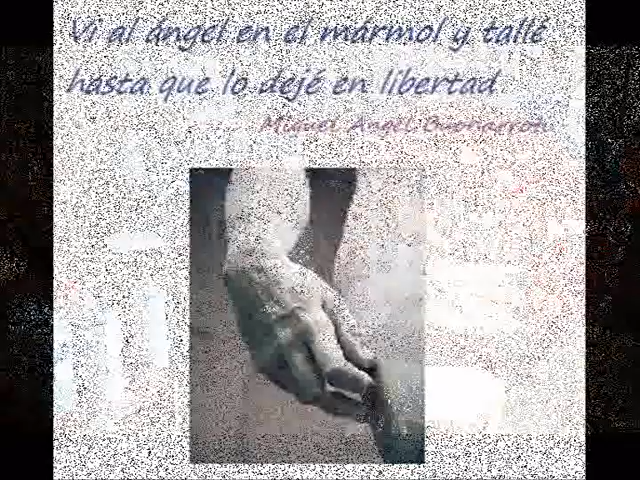 Vi al ángel en el mármol y tallé
hasta que lo dejé en libertad
Miguel Angel Buonarroti